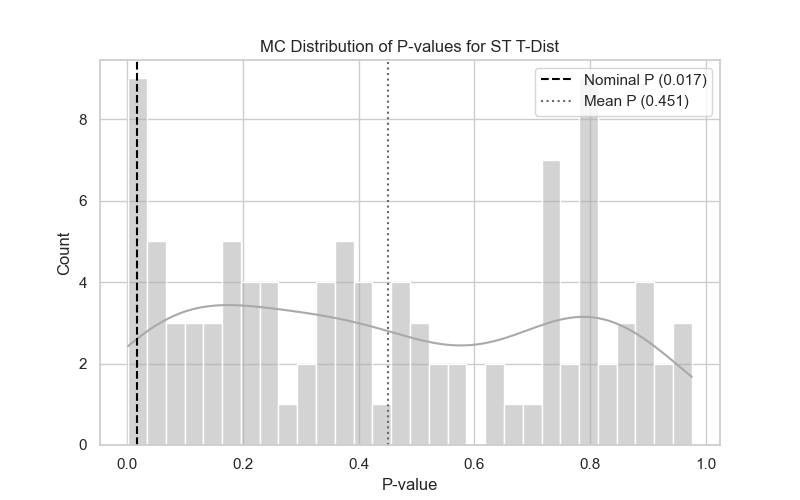 MC Distribution of P-values for ST T-Dist
Nominal P (0.017)
Mean P (0.451)
8
6
4
2
0
Count
0.0 0.2 0.4 0.6 0.8 1.0
P-value